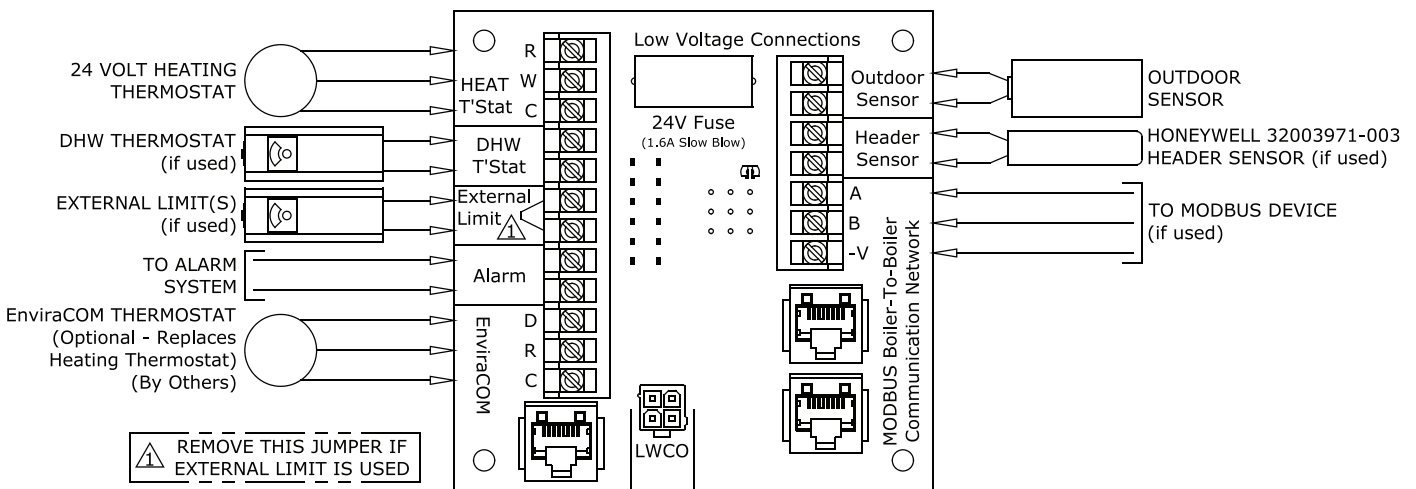 24 VOLT HEATING
THERMOSTAT
DHW THERMOSTAT
(if used)
EXTERNAL LIMIT(S)
(if used)
TO ALARM
SYSTEM
EnviraCOM THERMOSTAT
(Optional - Replaces
Heating Thermostat)
(By Others)
1
REMOVE THIS JUMPER IF
EXTERNAL LIMIT IS USED
R
HEAT W
T'Stat C
DHW
T'Stat
External
Limit
1
Alarm
D
R
C
EnviraCOM
Low Voltage Connections
24V Fuse
(1.6A Slow Blow)
LWCO
Outdoor
Sensor
Header
Sensor
A
B
-V
MODBUS Boiler-To-Boiler
Communication Network
OUTDOOR
SENSOR
HONEYWELL 32003971-003
HEADER SENSOR (if used)
TO MODBUS DEVICE
(if used)